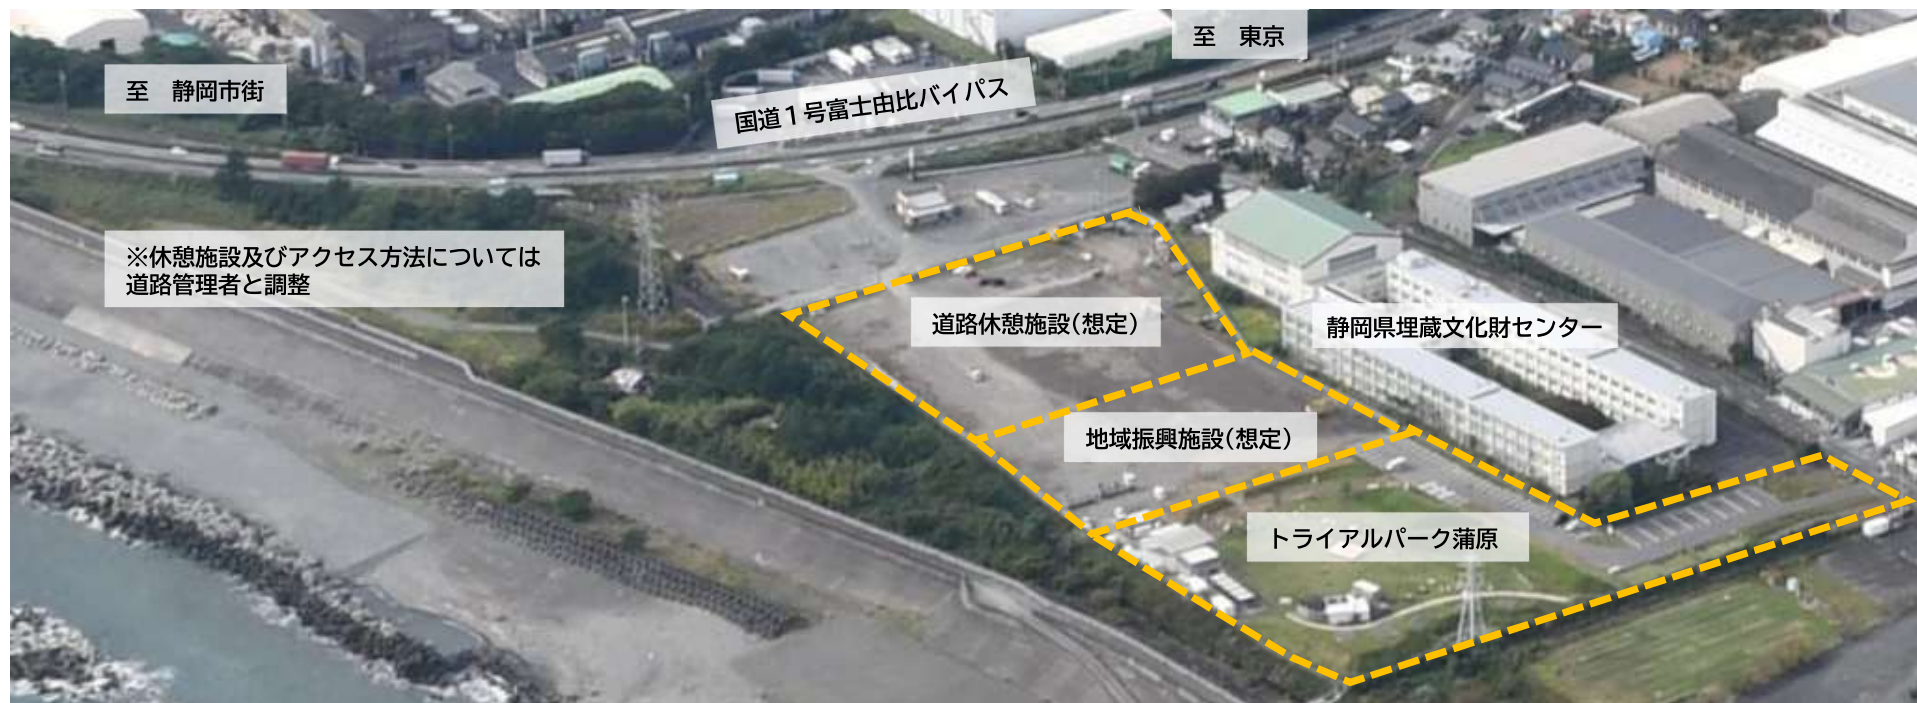 至　東京
至　静岡市街
国道１号富士由比バイパス
※休憩施設及びアクセス方法については
道路管理者と調整
道路休憩施設(想定)
静岡県埋蔵文化財センター
地域振興施設(想定)
トライアルパーク蒲原